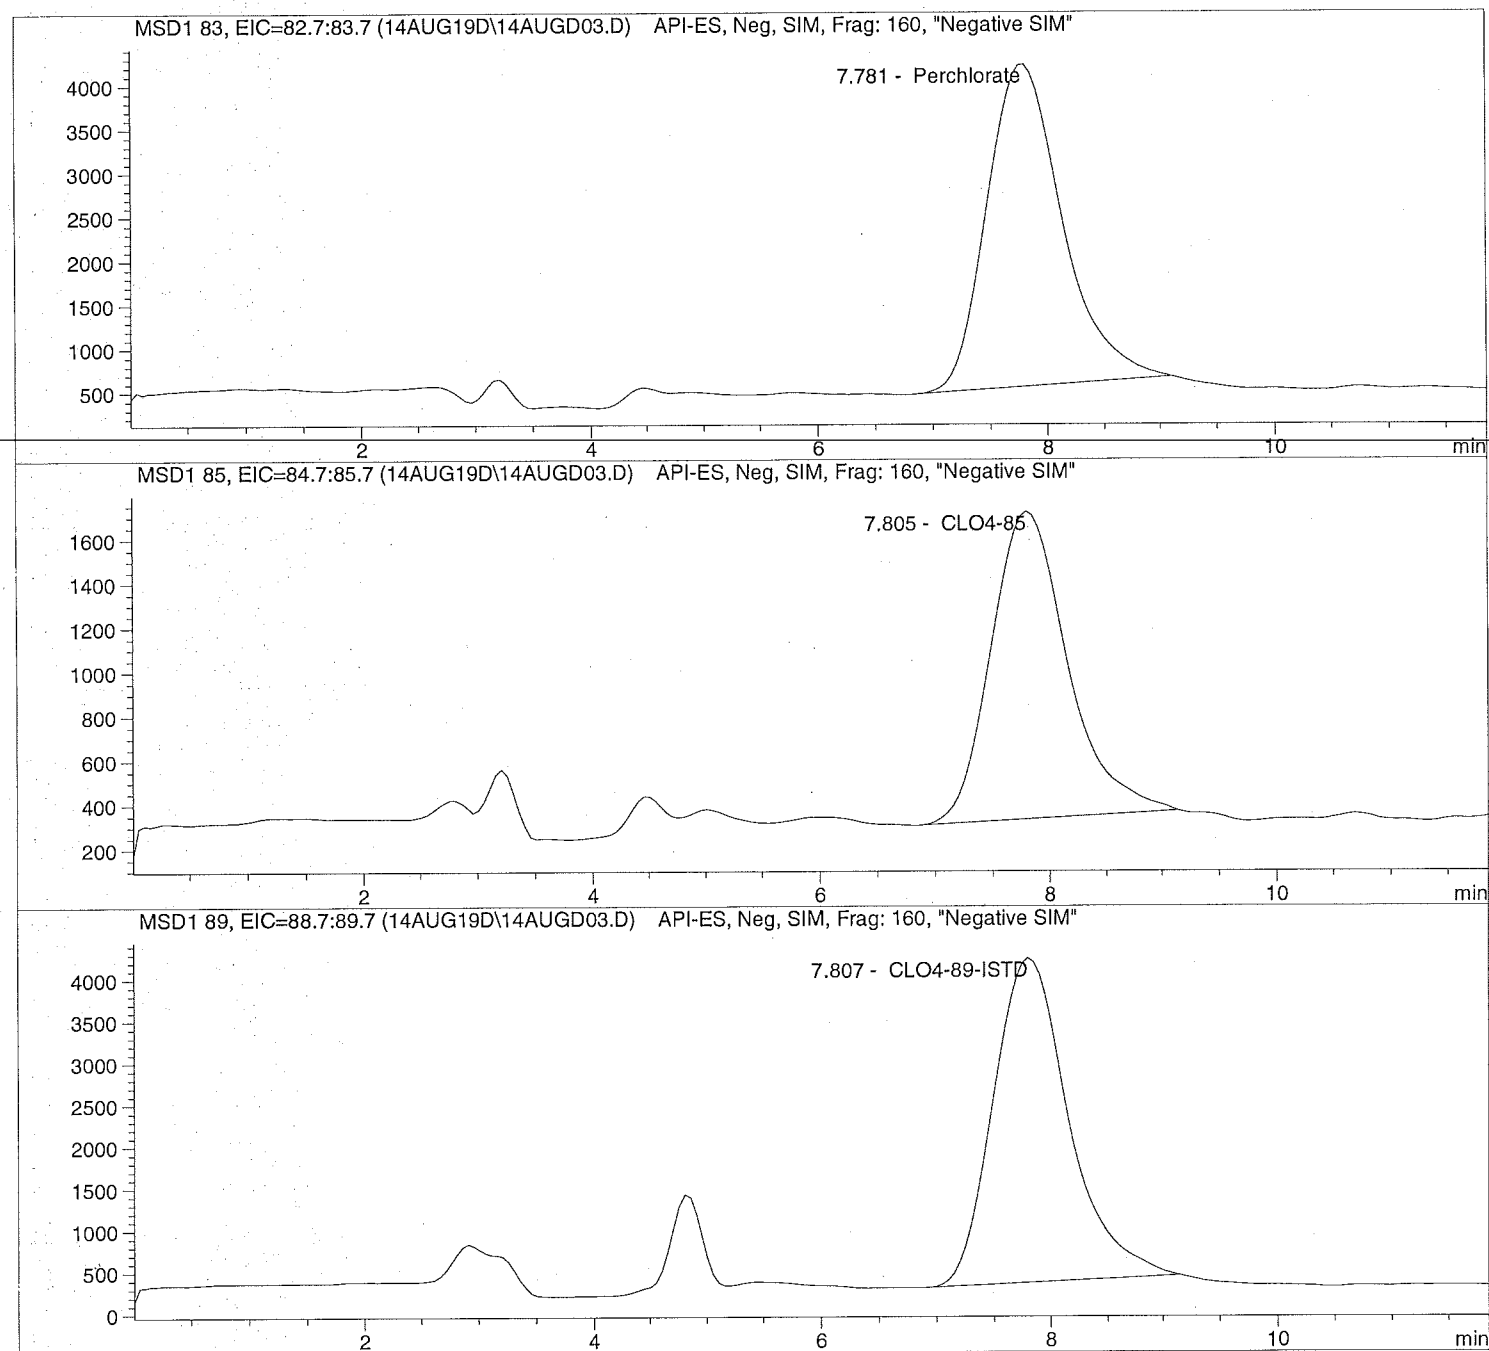 MSD1 83, EIC=82.7:83.7 (14AUG19D\14AUGD03.D) API-ES, Neg, SIM, Frag: 160, "Negative SIM"
7.781 - Perchlorate
4000
3500
3000
2500
2000
1500
1000
500
2 4 6 8 10 min
MSD1 85, EIC=84.7:85.7 (14AUG19D\14AUGD03.D) API-ES, Neg, SIM, Frag: 160, "Negative SIM"
7.805 - CLO4-85
1600
1400
1200
1000
800
600
400
200
2 4 6 8 10 min
MSD1 89, EIC=88.7:89.7 (14AUG19D\14AUGD03.D) API-ES, Neg, SIM, Frag: 160, "Negative SIM"
7.807 - CLO4-89-ISTD
4000
3500
3000
2500
2000
1500
1000
500
0
2 4 6 8 10 min